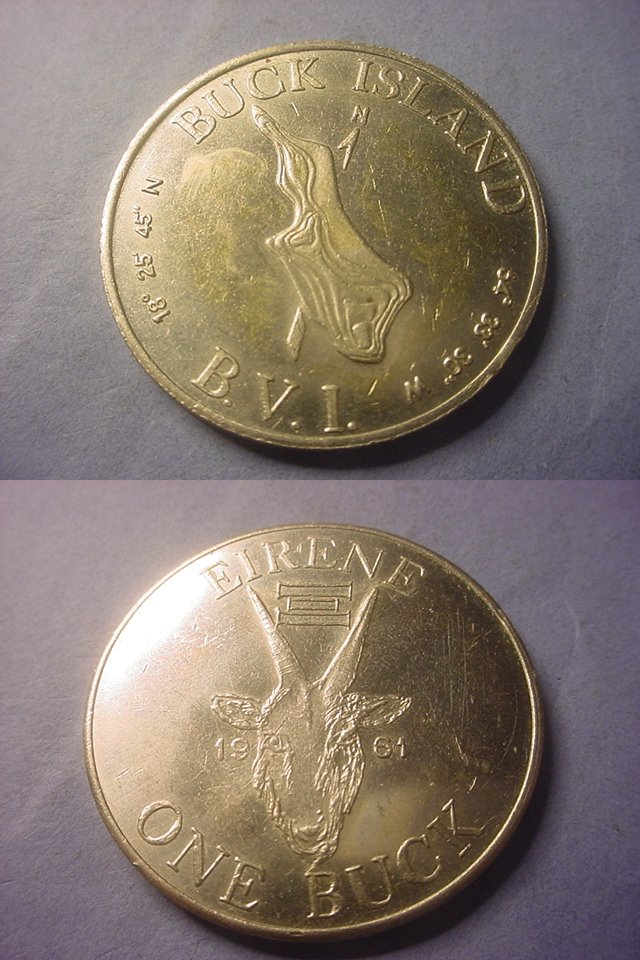 BUCK ISLAND
N
18° 25 45" N
64° 33' 30" W
B.V.I.
EIRENE
19 61
ONE BUCK